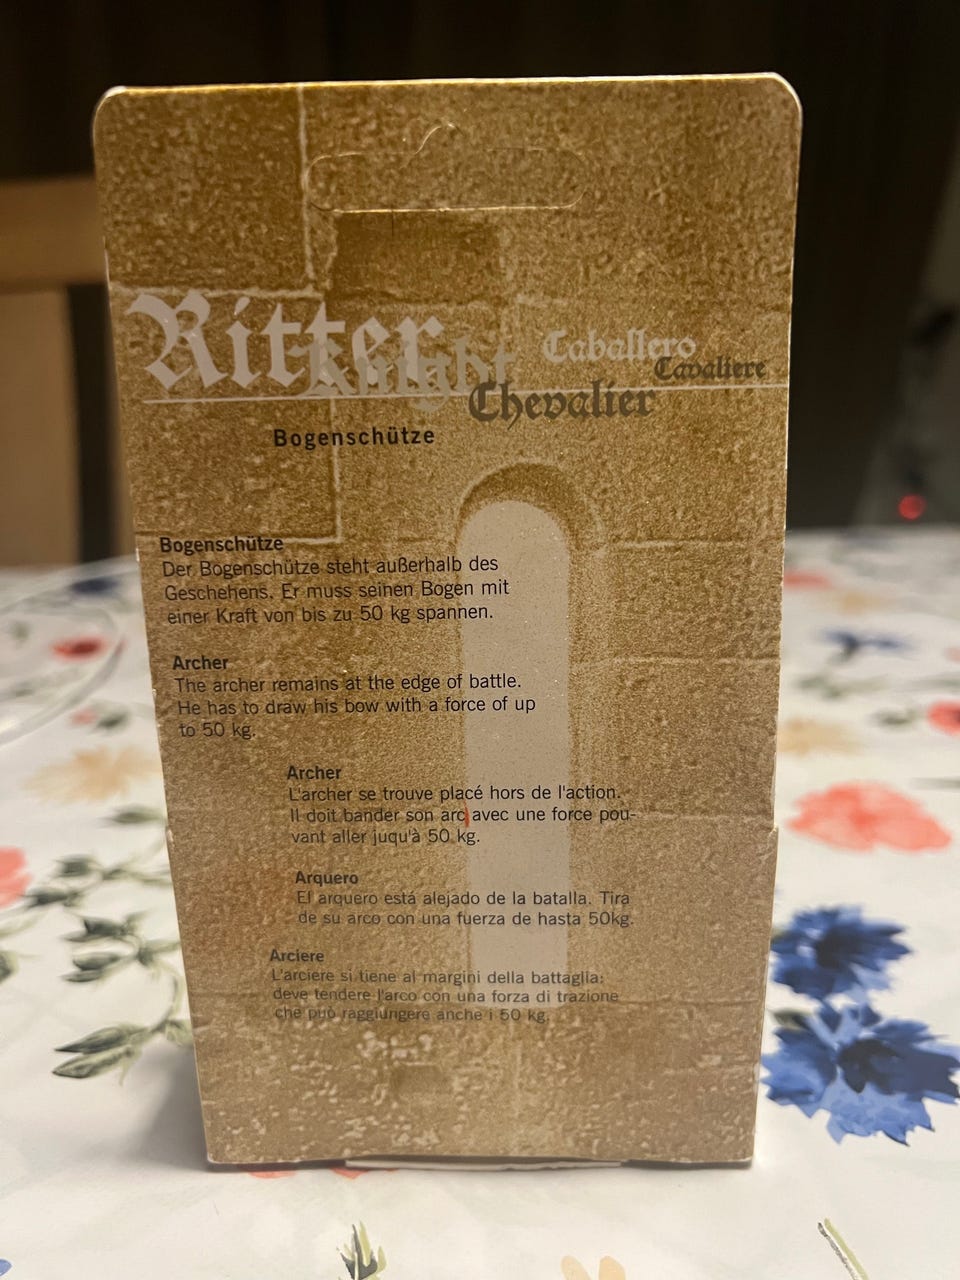 Ritter
Knight
Caballero
Cavaliere
Chevalier
Bogenschütze
Bogenschütze
Der Bogenschütze steht außerhalb des
Geschehens. Er muss seinen Bogen mit
einer Kraft von bis zu 50 kg spannen.
Archer
The archer remains at the edge of battle.
He has to draw his bow with a force of up
to 50 kg.
Archer
L'archer se trouve placé hors de l'action.
Il doit bander son arc avec une force pou-
vant aller juqu'à 50 kg.
Arquero
El arquero está alejado de la batalla. Tira
de su arco con una fuerza de hasta 50kg.
Arciere
L'arciere si tiene ai margini della battaglia:
deve tendere l'arco con una forza di trazione
che può raggiungere anche i 50 kg.